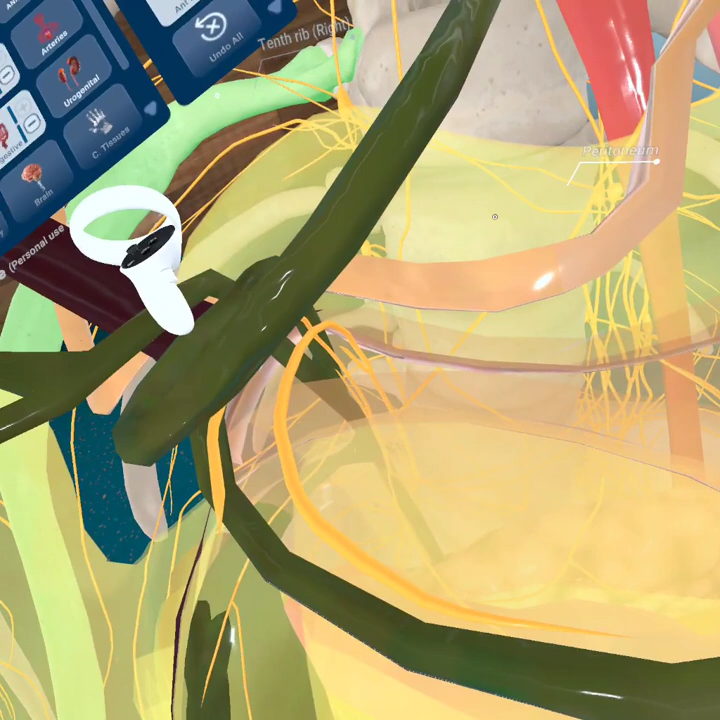 Arteries
Urogenital
C. Tissues
Brain
Undo All
Tenth rib (Right)
Peritoneum
(Personal use